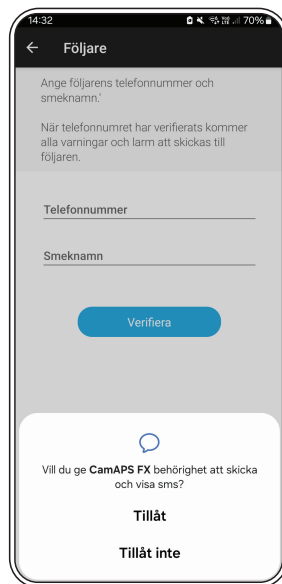 14:32
70%
Följare
Ange följarens telefonnummer och
smeknamn.'
När telefonnumret har verifierats kommer
alla varningar och larm att skickas till
följaren.
Telefonnummer
Smeknamn
Verifiera
Vill du ge CamAPS FX behörighet att skicka
och visa sms?
Tillåt
Tillåt inte